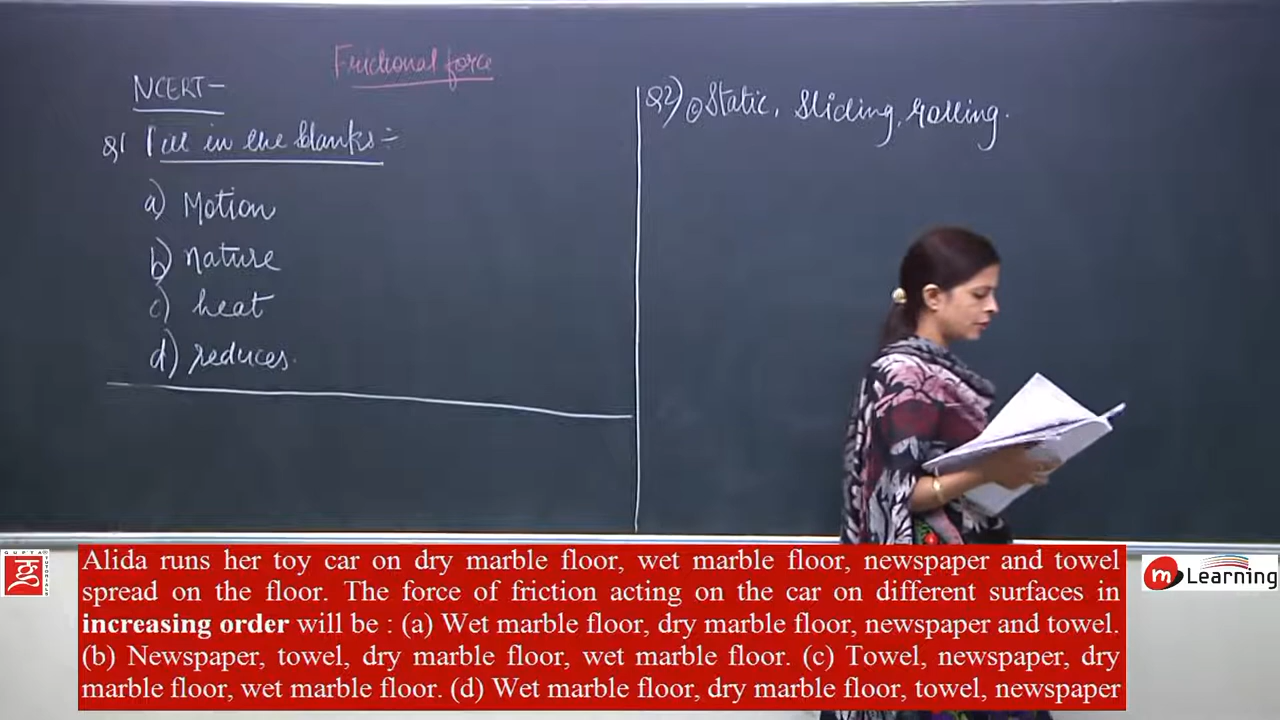 Frictional force
NCERT-
Q1 Fill in the blanks:-
a) Motion
b) nature
c) heat
d) reduces.
Q2) Static, Sliding, rolling.
Alida runs her toy car on dry marble floor, wet marble floor, newspaper and towel
spread on the floor. The force of friction acting on the car on different surfaces in
increasing order will be : (a) Wet marble floor, dry marble floor, newspaper and towel.
(b) Newspaper, towel, dry marble floor, wet marble floor. (c) Towel, newspaper, dry
marble floor, wet marble floor. (d) Wet marble floor, dry marble floor, towel, newspaper
GUPTA
m Learning